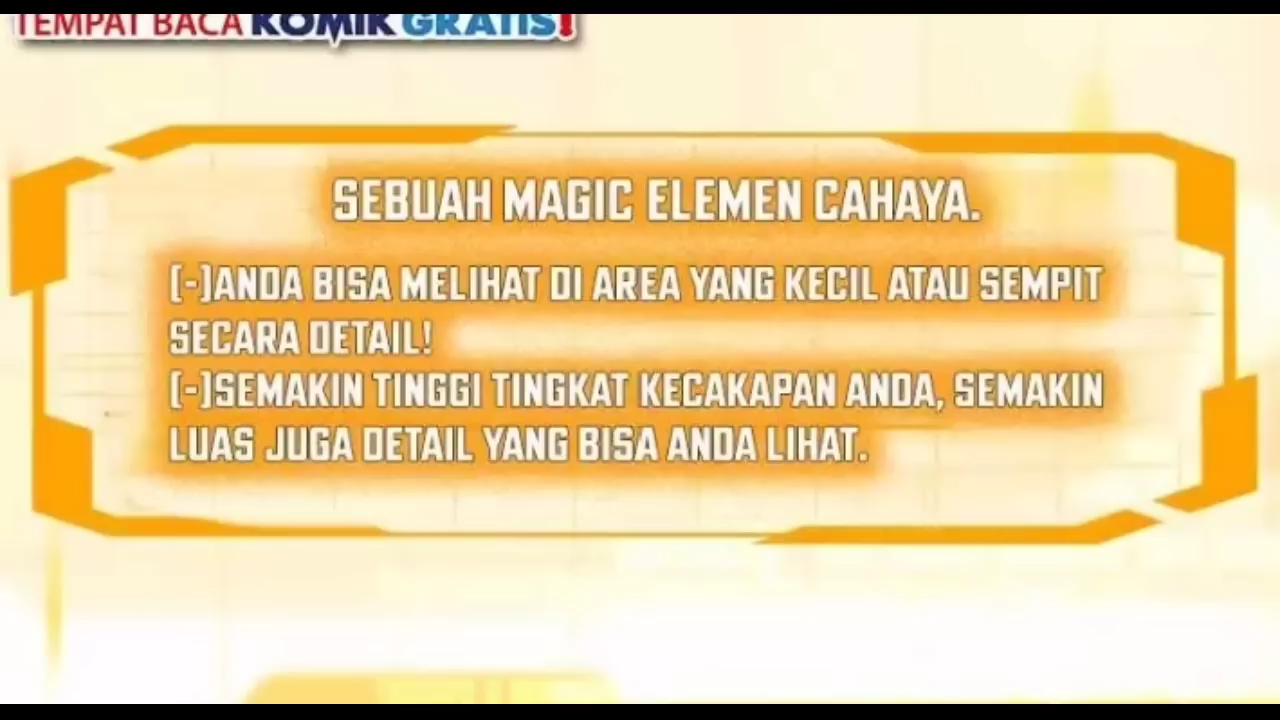 TEMPAT BACA KOMIK GRATIS!
SEBUAH MAGIC ELEMEN CAHAYA.
(-)ANDA BISA MELIHAT DI AREA YANG KECIL ATAU SEMPIT
SECARA DETAIL!
(-)SEMAKIN TINGGI TINGKAT KECAKAPAN ANDA, SEMAKIN
LUAS JUGA DETAIL YANG BISA ANDA LIHAT.